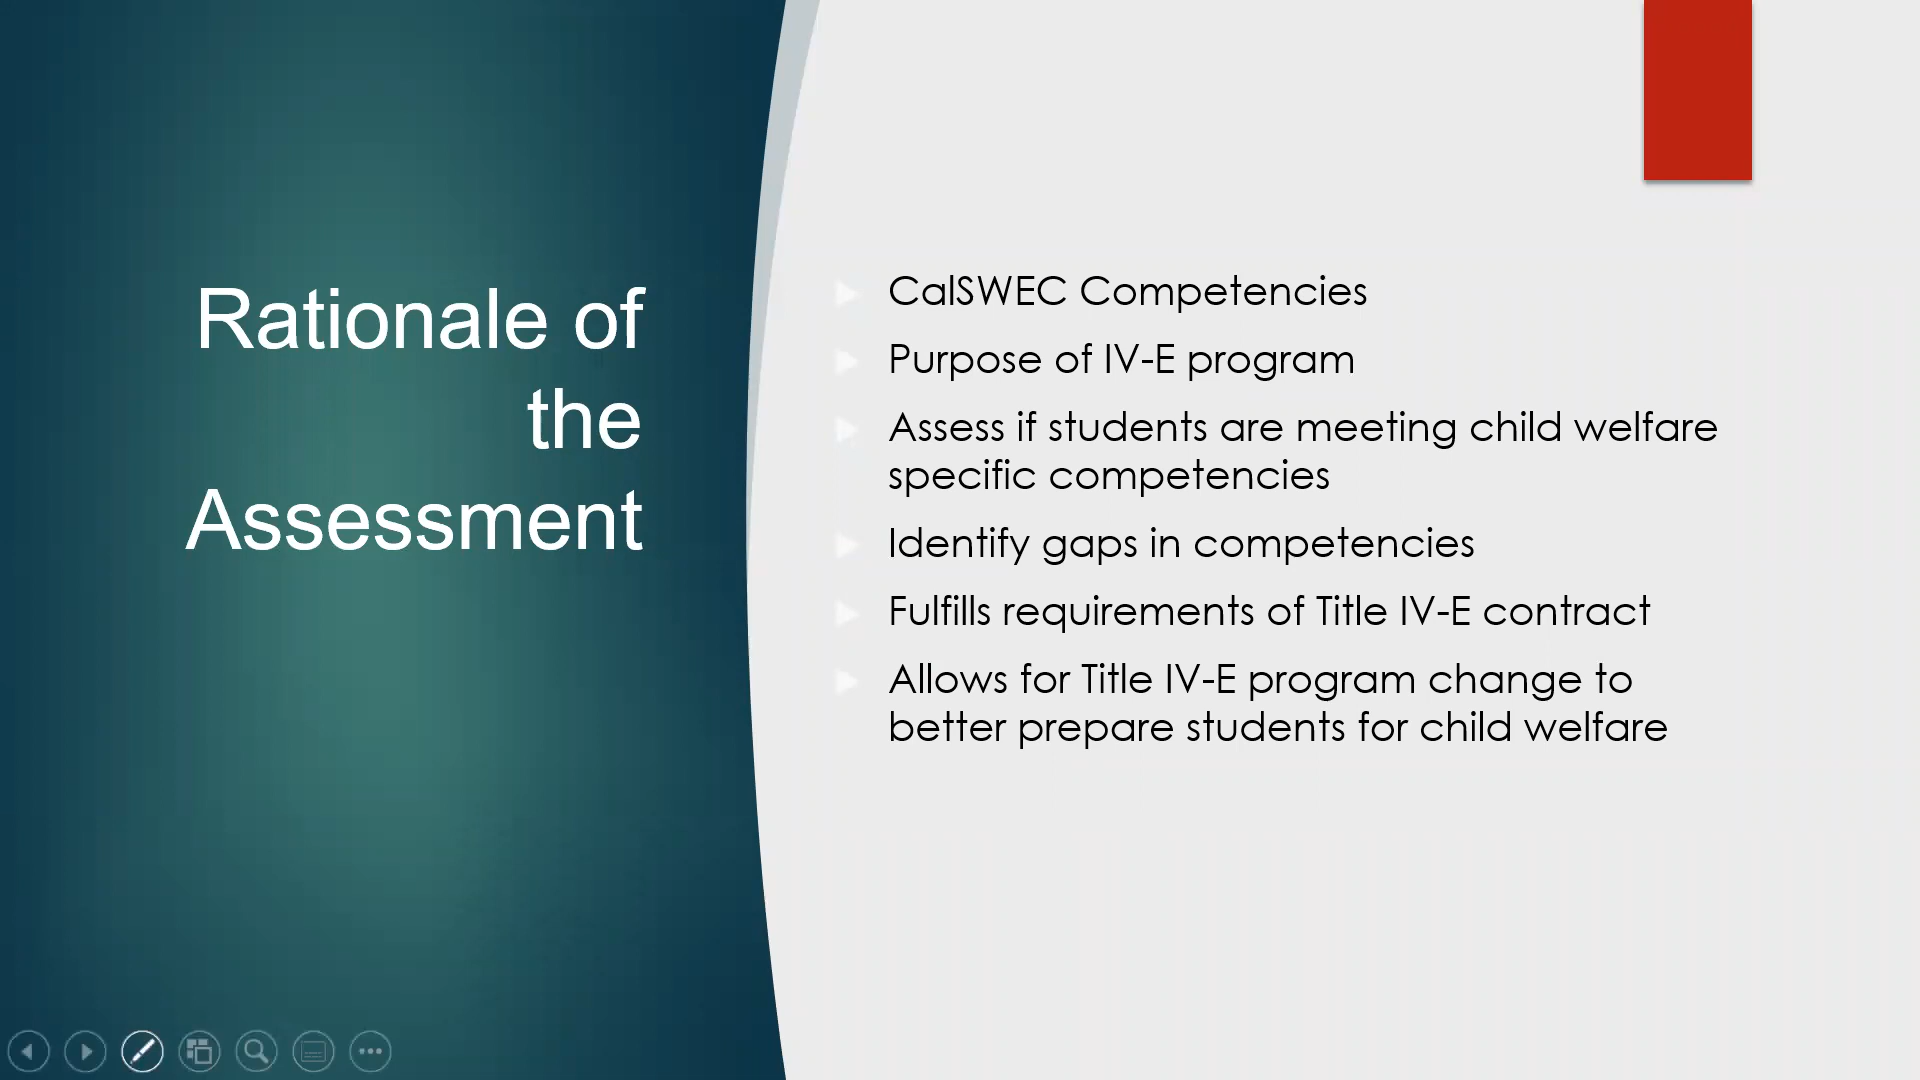 Rationale of
the
Assessment
CalSWEC Competencies
Purpose of IV-E program
Assess if students are meeting child welfare
specific competencies
Identify gaps in competencies
Fulfills requirements of Title IV-E contract
Allows for Title IV-E program change to
better prepare students for child welfare